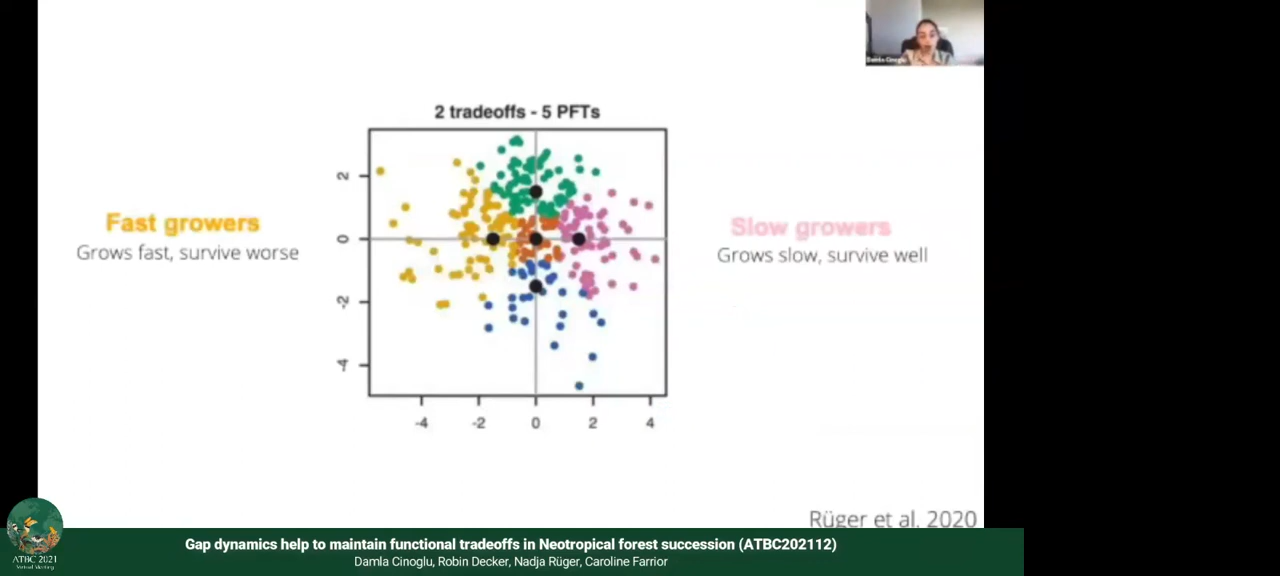 Damla Cinoglu
2 tradeoffs - 5 PFTs
2
0
-2
-4
-4
-2
0
2
4
Fast growers
Grows fast, survive worse
Slow growers
Grows slow, survive well
Rüger et al. 2020
ATBC 2021
Virtual Meeting
Gap dynamics help to maintain functional tradeoffs in Neotropical forest succession (ATBC202112)
Damla Cinoglu, Robin Decker, Nadja Rüger, Caroline Farrior